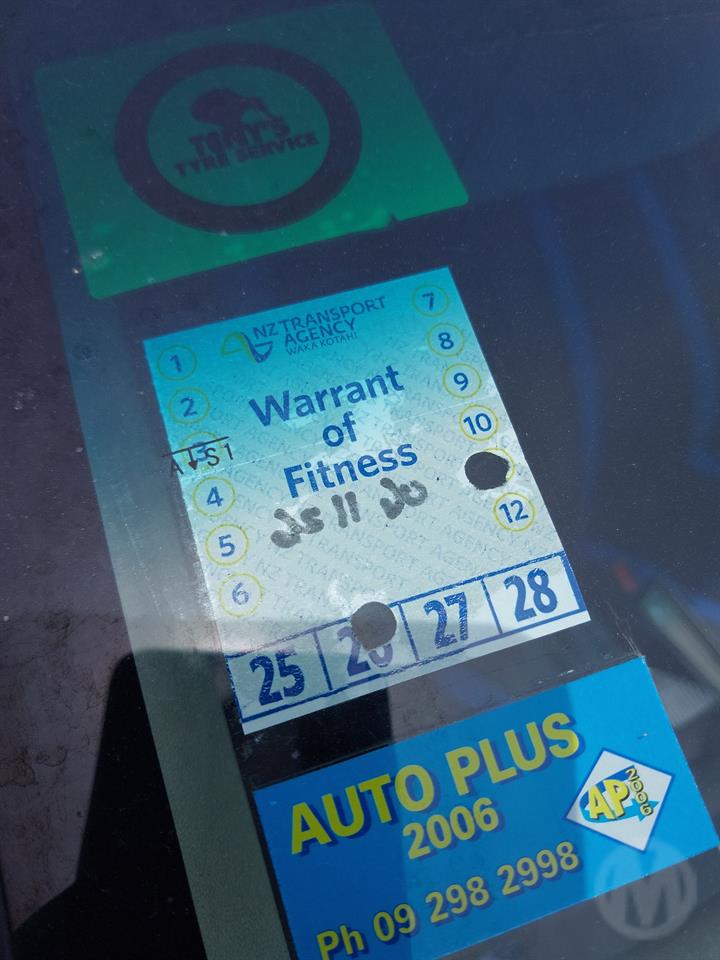 TONY'S
TYRE SERVICE
NZ TRANSPORT
AGENCY
WAKA KOTAHI
Warrant
of
Fitness
1
2
3
4
5
6
7
8
9
10
12
25
27
28
AUTO PLUS
2006
AP
2006
Ph 09 298 2998
M